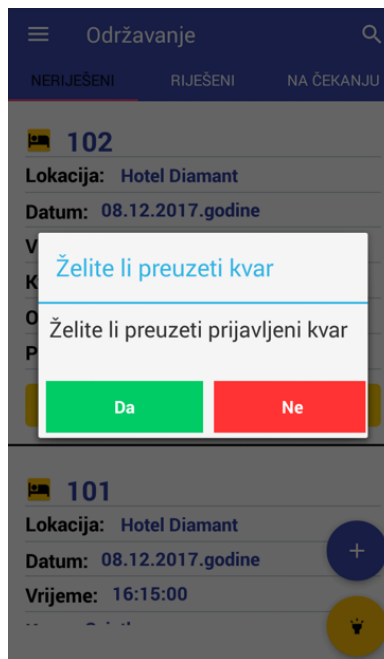 Održavanje
NERIJEŠENI RIJEŠENI NA ČEKANJU
102
Lokacija: Hotel Diamant
Datum: 08.12.2017.godine
V
Želite li preuzeti kvar
K
O
Želite li preuzeti prijavljeni kvar
P
Da Ne
101
Lokacija: Hotel Diamant
Datum: 08.12.2017.godine
Vrijeme: 16:15:00